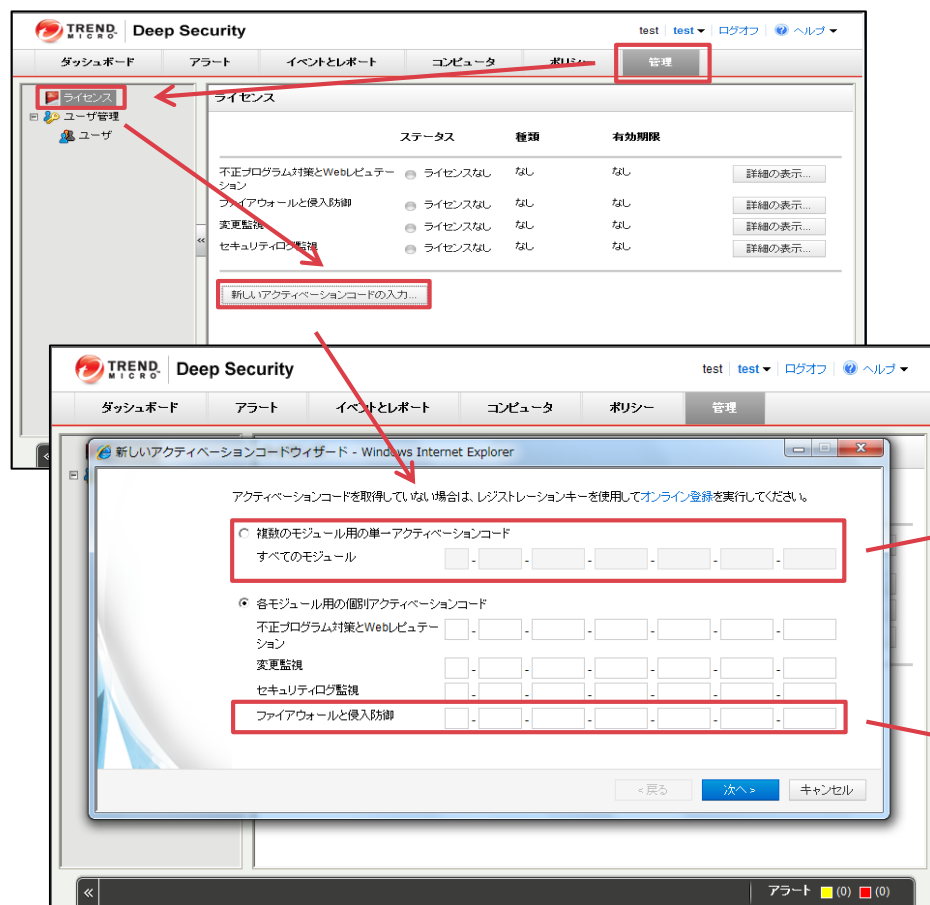 TREND MICRO Deep Security test test ログオフ ヘルプ
ダッシュボード アラート イベントとレポート コンピュータ ポリシー 管理
ライセンス
ユーザ管理
ユーザ
ライセンス
ステータス 種類 有効期限
不正プログラム対策とWebレピュテー ライセンスなし なし なし 詳細の表示...
ション
ファイアウォールと侵入防御 ライセンスなし なし なし 詳細の表示...
変更監視 ライセンスなし なし なし 詳細の表示...
セキュリティログ監視 ライセンスなし なし なし 詳細の表示...
新しいアクティベーションコードの入力...
TREND MICRO Deep Security test test ログオフ ヘルプ
ダッシュボード アラート イベントとレポート コンピュータ ポリシー 管理
新しいアクティベーションコードウィザード - Windows Internet Explorer
アクティベーションコードを取得していない場合は、レジストレーションキーを使用してオンライン登録を実行してください。
複数のモジュール用の単一アクティベーションコード
すべてのモジュール - - - - - -
各モジュール用の個別アクティベーションコード
不正プログラム対策とWebレピュテー - - - - - -
ション
変更監視 - - - - - -
セキュリティログ監視 - - - - - -
ファイアウォールと侵入防御 - - - - - -
<戻る 次へ> キャンセル
« アラート (0) (0)